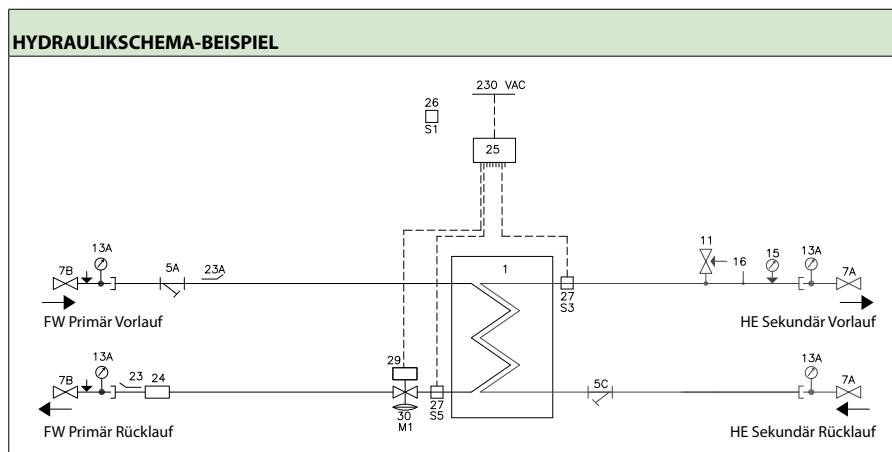 HYDRAULIKSCHEMA-BEISPIEL
230 VAC
26
S1
25
13A
7B
5A
23A
1
11
16
15
13A
7A
27
S3
FW Primär Vorlauf
HE Sekundär Vorlauf
13A
7B
23
24
29
30
M1
27
S5
5C
13A
7A
FW Primär Rücklauf
HE Sekundär Rücklauf